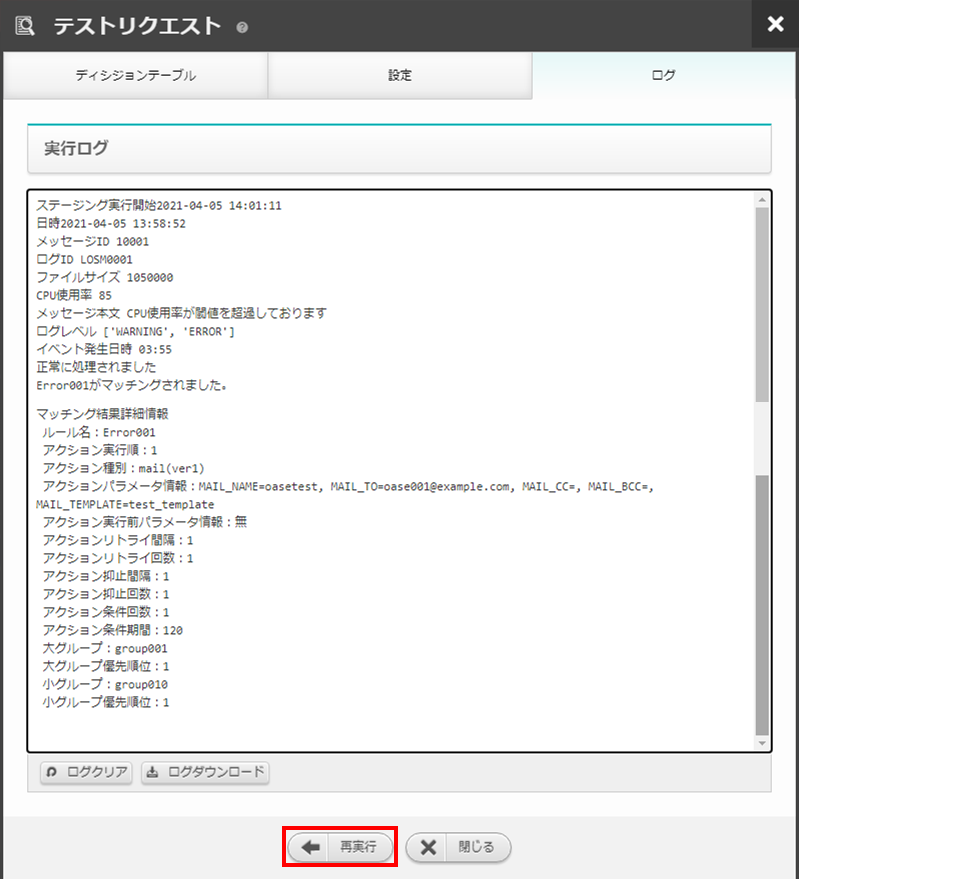 テストリクエスト
ディシジョンテーブル 設定 ログ
実行ログ
ステージング実行開始2021-04-05 14:01:11
日時2021-04-05 13:58:52
メッセージID 10001
ログID LOSM0001
ファイルサイズ 1050000
CPU使用率 85
メッセージ本文 CPU使用率が閾値を超過しております
ログレベル ['WARNING', 'ERROR']
イベント発生日時 03:55
正常に処理されました
Error001がマッチングされました。
マッチング結果詳細情報
ルール名：Error001
アクション実行順：1
アクション種別：mail(ver1)
アクションパラメータ情報：MAIL_NAME=oasetest, MAIL_TO=oase001@example.com, MAIL_CC=, MAIL_BCC=,
MAIL_TEMPLATE=test_template
アクション実行前パラメータ情報：無
アクションリトライ間隔：1
アクションリトライ回数：1
アクション抑止間隔：1
アクション抑止回数：1
アクション条件回数：1
アクション条件期間：120
大グループ：group001
大グループ優先順位：1
小グループ：group010
小グループ優先順位：1
ログクリア ログダウンロード
再実行 閉じる